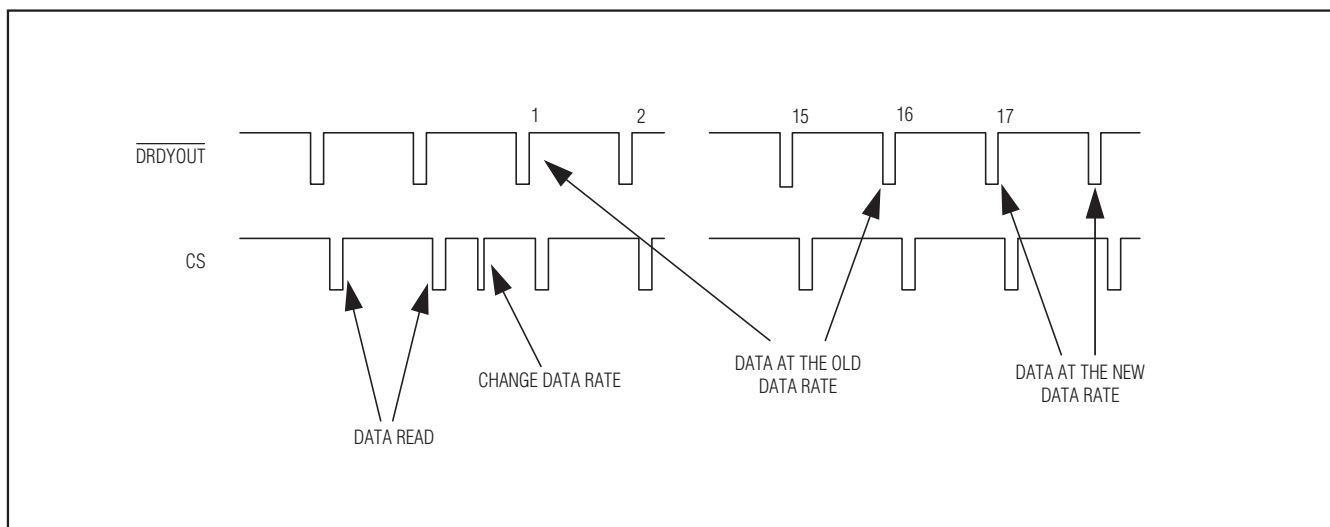 1 2 15 16 17
DRDYOUT
CS
CHANGE DATA RATE
DATA AT THE OLD
DATA RATE
DATA AT THE NEW
DATA RATE
DATA READ